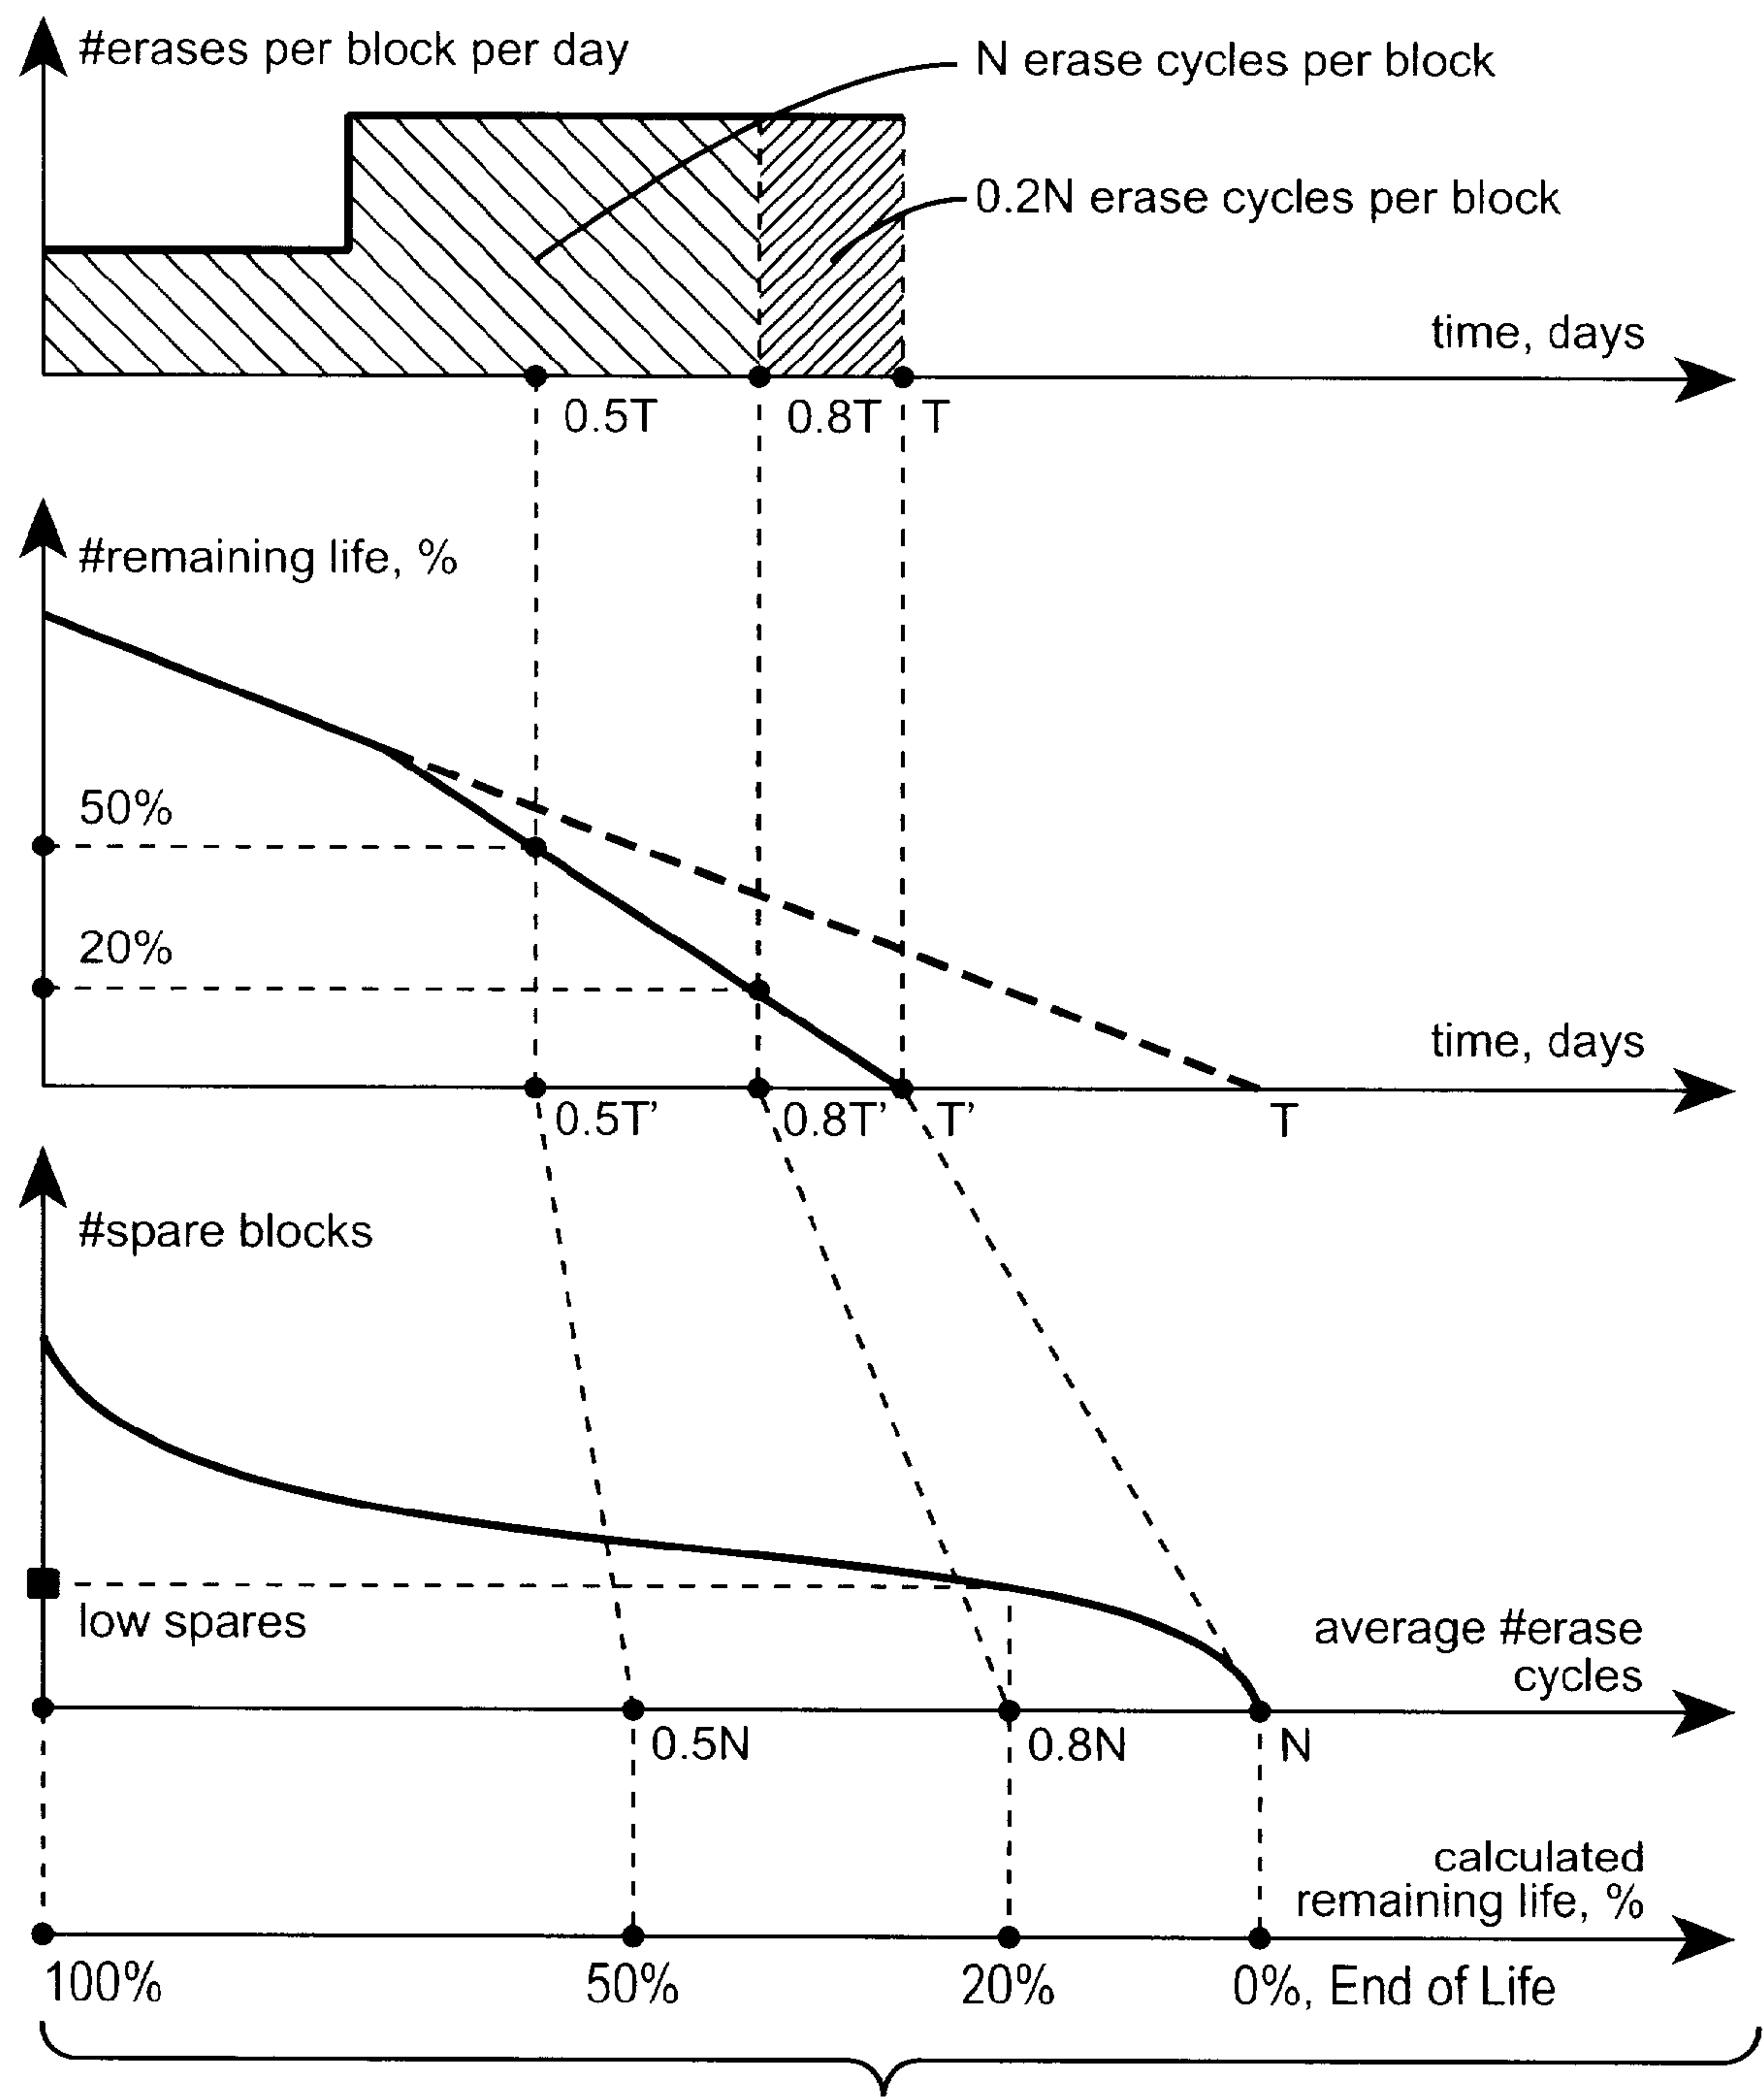 #erases per block per day
N erase cycles per block
0.2N erase cycles per block
time, days
0.5T
0.8T
T
#remaining life, %
50%
20%
time, days
0.5T'
0.8T'
T'
T
#spare blocks
low spares
average #erase
cycles
0.5N
0.8N
N
calculated
remaining life, %
100%
50%
20%
0%, End of Life